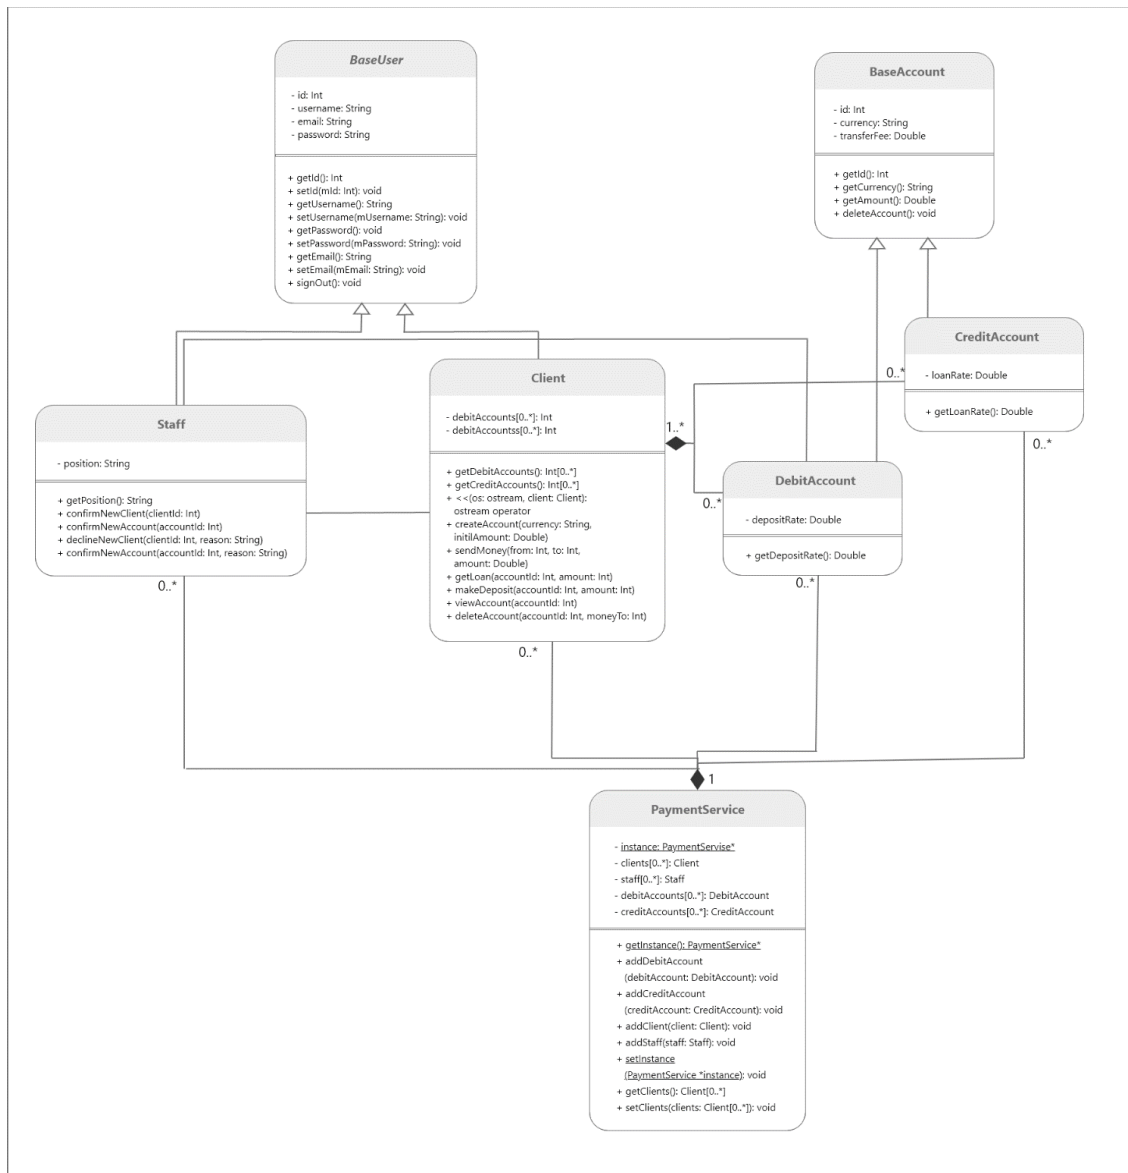 BaseUser
- id: Int
- username: String
- email: String
- password: String
+ getId(): Int
+ setId(mId: Int): void
+ getUsername(): String
+ setUsername(mUsername: String): void
+ getPassword(): void
+ setPassword(mPassword: String): void
+ getEmail(): String
+ setEmail(mEmail: String): void
+ signOut(): void
BaseAccount
- id: Int
- currency: String
- transferFee: Double
+ getId(): Int
+ getCurrency(): String
+ getAmount(): Double
+ deleteAccount(): void
CreditAccount
- loanRate: Double
+ getLoanRate(): Double
0..*
0..*
Client
- debitAccounts[0..*]: Int
- debitAccountss[0..*]: Int
+ getDebitAccounts(): Int[0..*]
+ getCreditAccounts(): Int[0..*]
+ <<(os: ostream, client: Client):
ostream operator
+ createAccount(currency: String,
initilAmount: Double)
+ sendMoney(from: Int, to: Int,
amount: Double)
+ getLoan(accountId: Int, amount: Int)
+ makeDeposit(accountId: Int, amount: Int)
+ viewAccount(accountId: Int)
+ deleteAccount(accountId: Int, moneyTo: Int)
1..*
0..*
Staff
- position: String
+ getPosition(): String
+ confirmNewClient(clientId: Int)
+ confirmNewAccount(accountId: Int)
+ declineNewClient(clientId: Int, reason: String)
+ confirmNewAccount(accountId: Int, reason: String)
0..*
DebitAccount
- depositRate: Double
+ getDepositRate(): Double
0..*
0..*
1
PaymentService
- instance: PaymentServise*
- clients[0..*]: Client
- staff[0..*]: Staff
- debitAccounts[0..*]: DebitAccount
- creditAccounts[0..*]: CreditAccount
+ getInstance(): PaymentService*
+ addDebitAccount
(debitAccount: DebitAccount): void
+ addCreditAccount
(creditAccount: CreditAccount): void
+ addClient(client: Client): void
+ addStaff(staff: Staff): void
+ setInstance
(PaymentService *instance): void
+ getClients(): Client[0..*]
+ setClients(clients: Client[0..*]): void